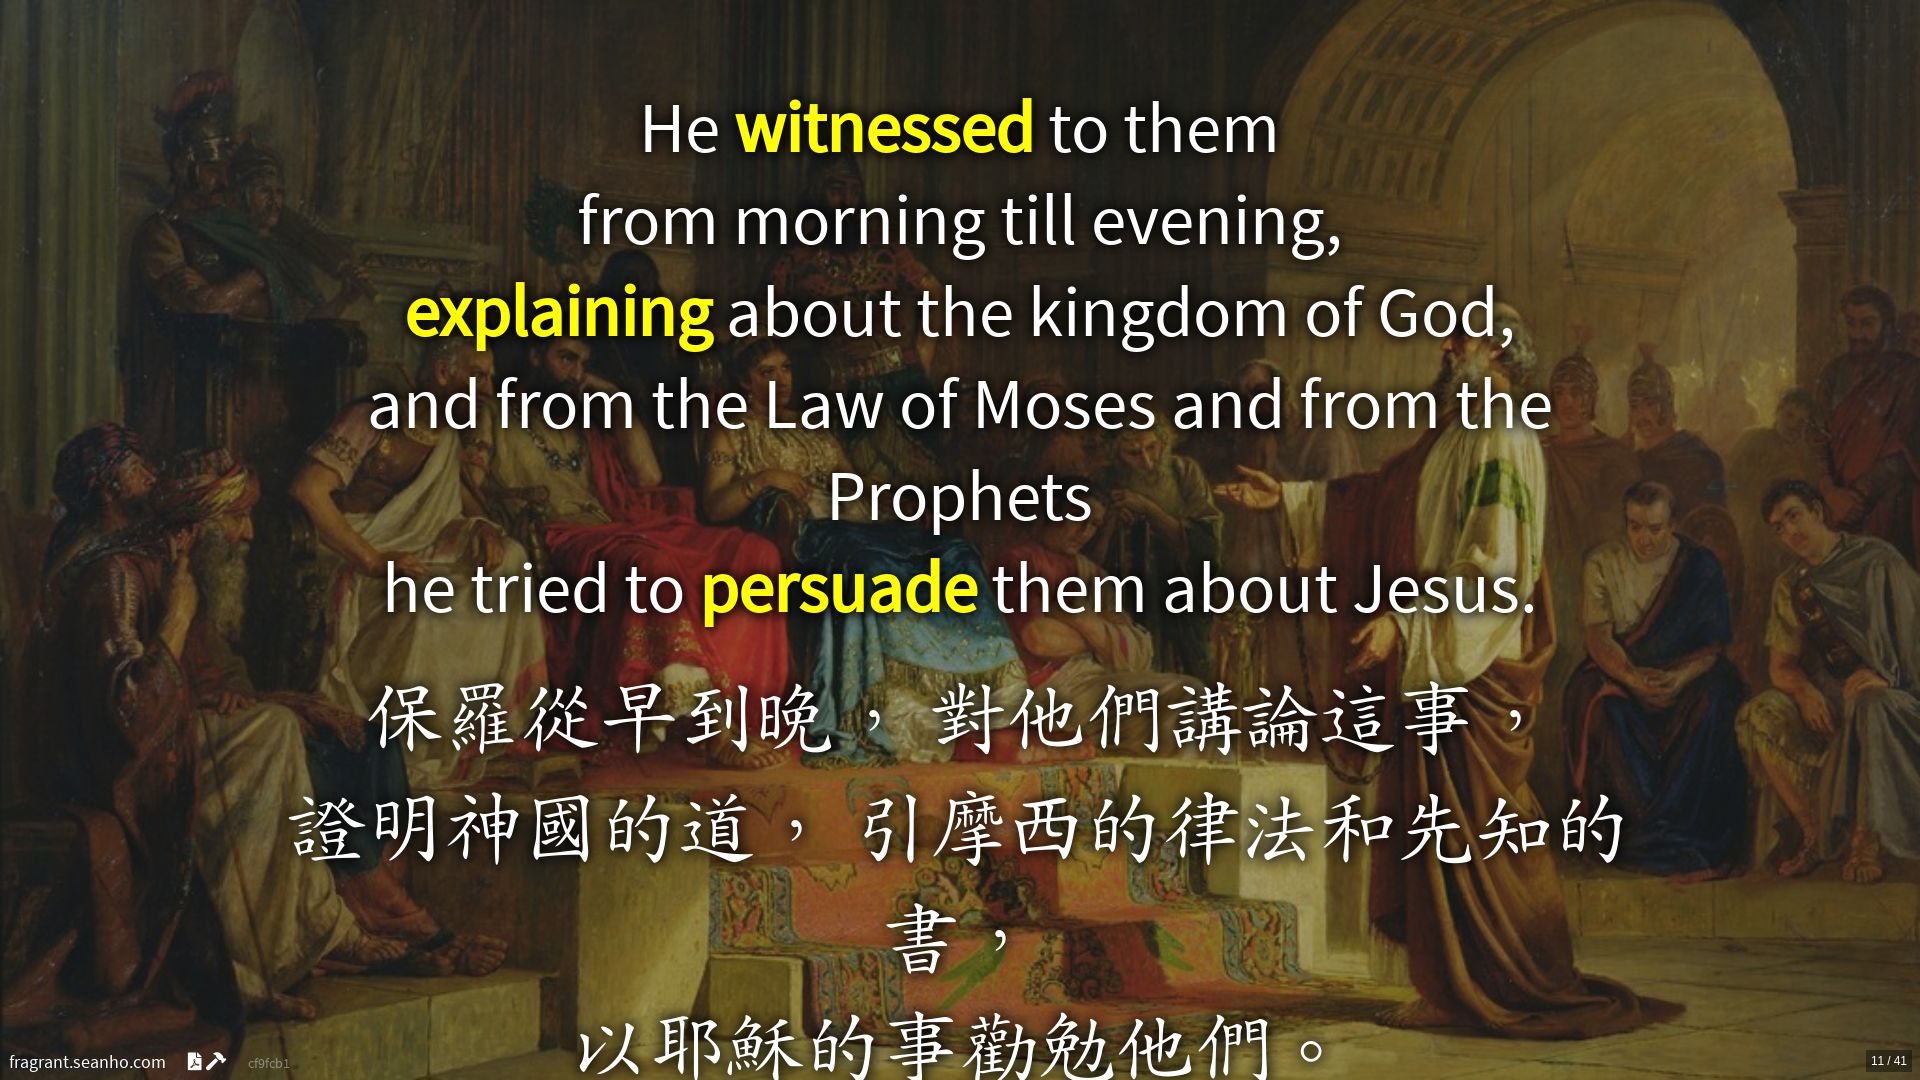 He witnessed to them
from morning till evening,
explaining about the kingdom of God,
and from the Law of Moses and from the
Prophets
he tried to persuade them about Jesus.
保羅從早到晚，對他們講論這事，
證明神國的道，引摩西的律法和先知的
書，
以耶穌的事勸勉他們。
fragrant.seanho.com cf9fcb1
11 / 41